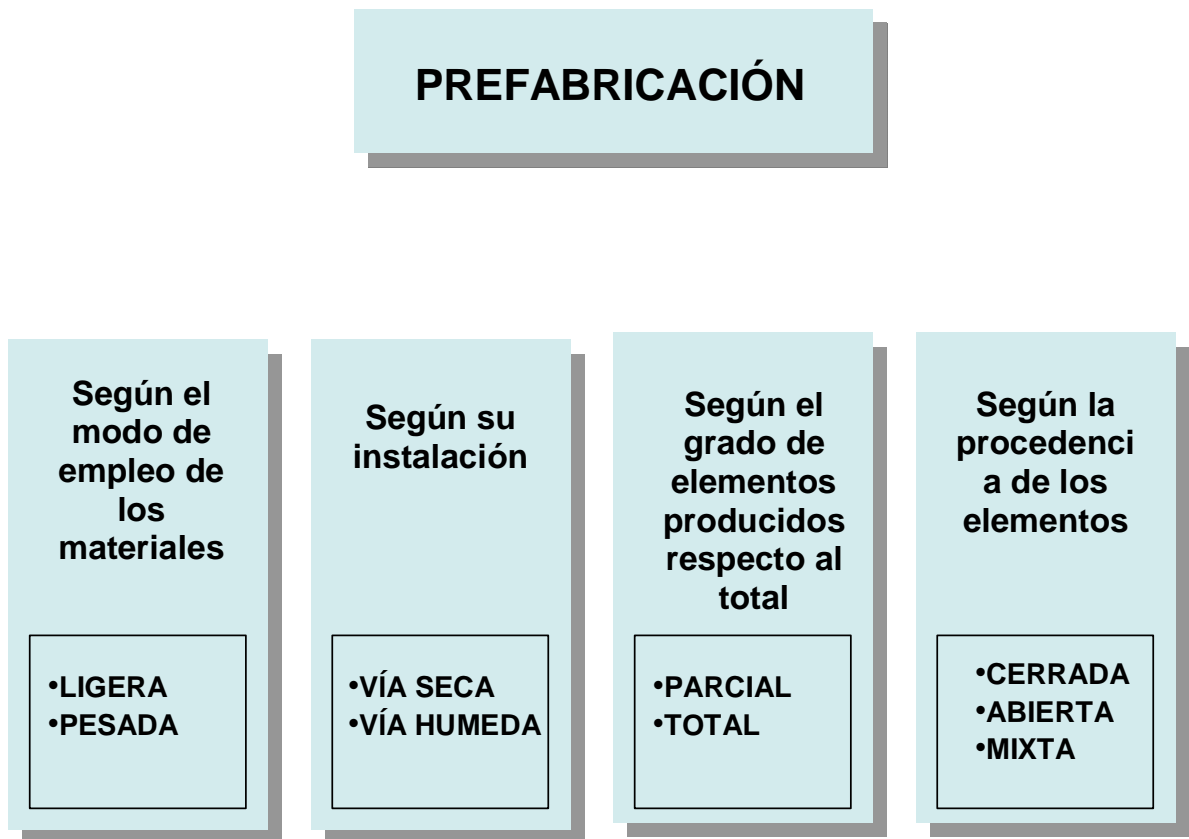 PREFABRICACIÓN
Según el
modo de
empleo de
los
materiales
•LIGERA
•PESADA
Según su
instalación
•VÍA SECA
•VÍA HUMEDA
Según el
grado de
elementos
producidos
respecto al
total
•PARCIAL
•TOTAL
Según la
procedenci
a de los
elementos
•CERRADA
•ABIERTA
•MIXTA